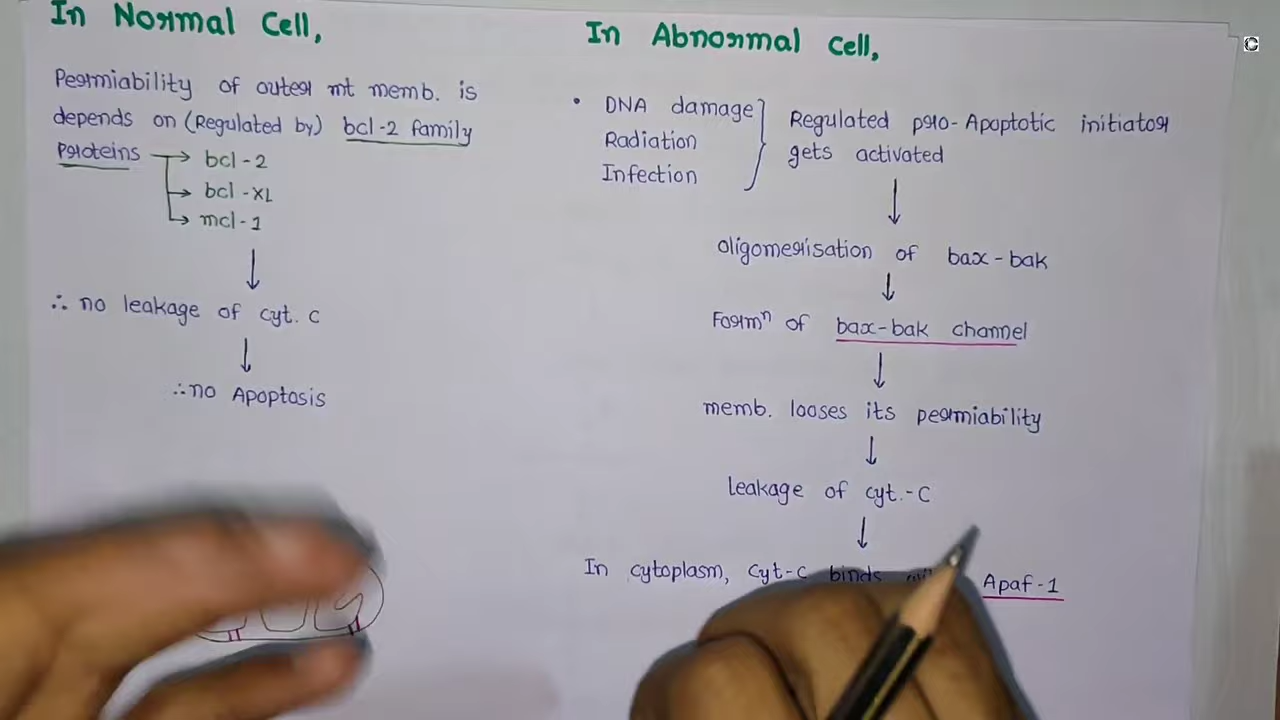 In Normal Cell,
Permiability of outer mt memb. is
depends on (Regulated by) bcl-2 family
Proteins → bcl-2
→ bcl-XL
→ mcl-1
∴ no leakage of cyt. c
∴ no Apoptosis
In Abnormal Cell,
• DNA damage
Radiation
Infection
Regulated pro-Apoptotic initiator
gets activated
oligomerisation of bax-bak
Formⁿ of bax-bak channel
memb. looses its permiability
leakage of cyt.-C
In cytoplasm, Cyt-C binds Apaf-1